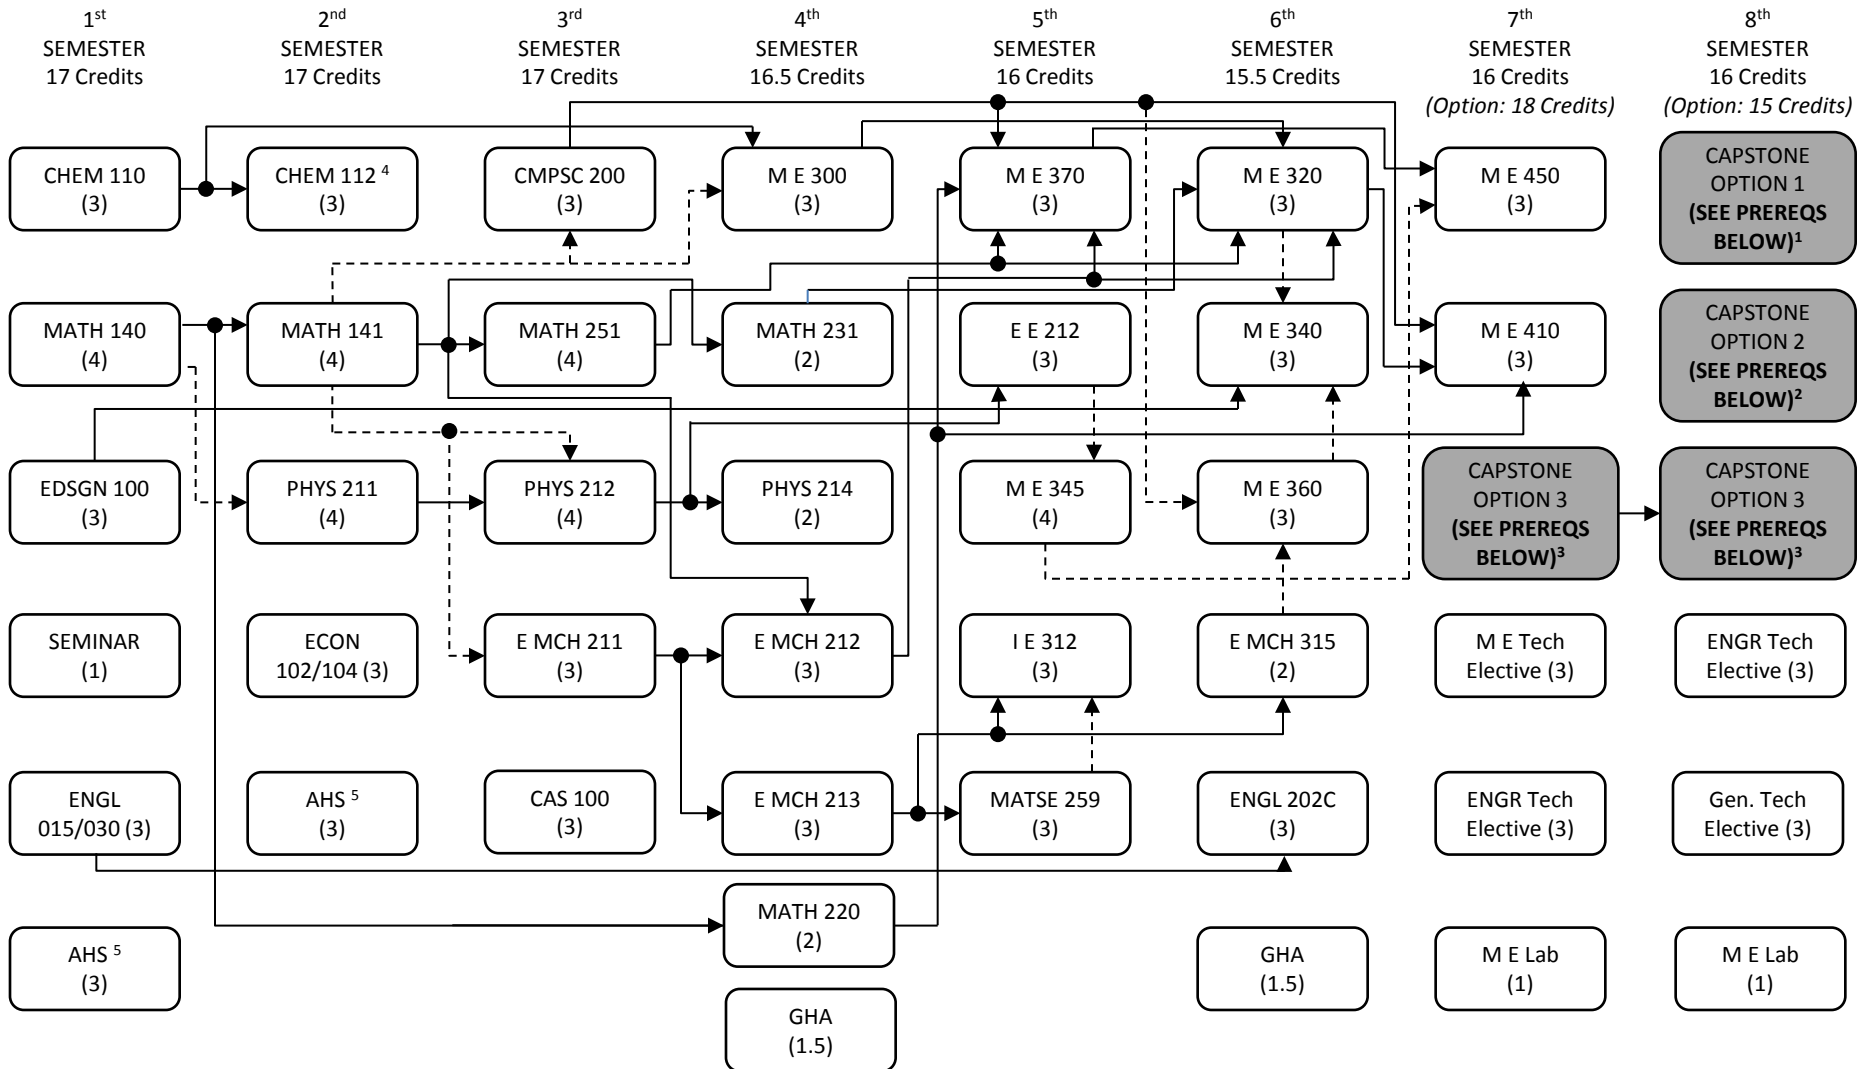 1st
SEMESTER
17 Credits
2nd
SEMESTER
17 Credits
3rd
SEMESTER
17 Credits
4th
SEMESTER
16.5 Credits
5th
SEMESTER
16 Credits
6th
SEMESTER
15.5 Credits
7th
SEMESTER
16 Credits
(Option: 18 Credits)
8th
SEMESTER
16 Credits
(Option: 15 Credits)
CHEM 110
(3)
CHEM 112 4
(3)
CMPSC 200
(3)
M E 300
(3)
M E 370
(3)
M E 320
(3)
M E 450
(3)
CAPSTONE
OPTION 1
(SEE PREREQS
BELOW)1
MATH 140
(4)
MATH 141
(4)
MATH 251
(4)
MATH 231
(2)
E E 212
(3)
M E 340
(3)
M E 410
(3)
CAPSTONE
OPTION 2
(SEE PREREQS
BELOW)2
EDSGN 100
(3)
PHYS 211
(4)
PHYS 212
(4)
PHYS 214
(2)
M E 345
(4)
M E 360
(3)
CAPSTONE
OPTION 3
(SEE PREREQS
BELOW)3
CAPSTONE
OPTION 3
(SEE PREREQS
BELOW)3
SEMINAR
(1)
ECON
102/104 (3)
E MCH 211
(3)
E MCH 212
(3)
I E 312
(3)
E MCH 315
(2)
M E Tech
Elective (3)
ENGR Tech
Elective (3)
ENGL
015/030 (3)
AHS 5
(3)
CAS 100
(3)
E MCH 213
(3)
MATSE 259
(3)
ENGL 202C
(3)
ENGR Tech
Elective (3)
Gen. Tech
Elective (3)
AHS 5
(3)
MATH 220
(2)
GHA
(1.5)
M E Lab
(1)
M E Lab
(1)
GHA
(1.5)